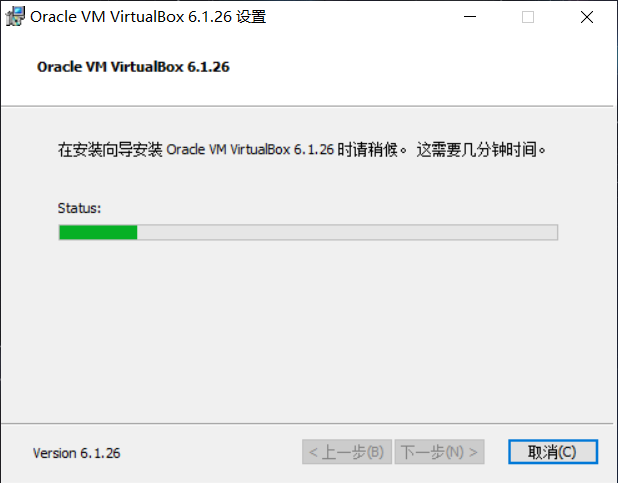 Oracle VM VirtualBox 6.1.26 设置
Oracle VM VirtualBox 6.1.26
在安装向导安装 Oracle VM VirtualBox 6.1.26 时请稍候。 这需要几分钟时间。
Status:
Version 6.1.26
< 上一步(B) 下一步(N) > 取消(C)